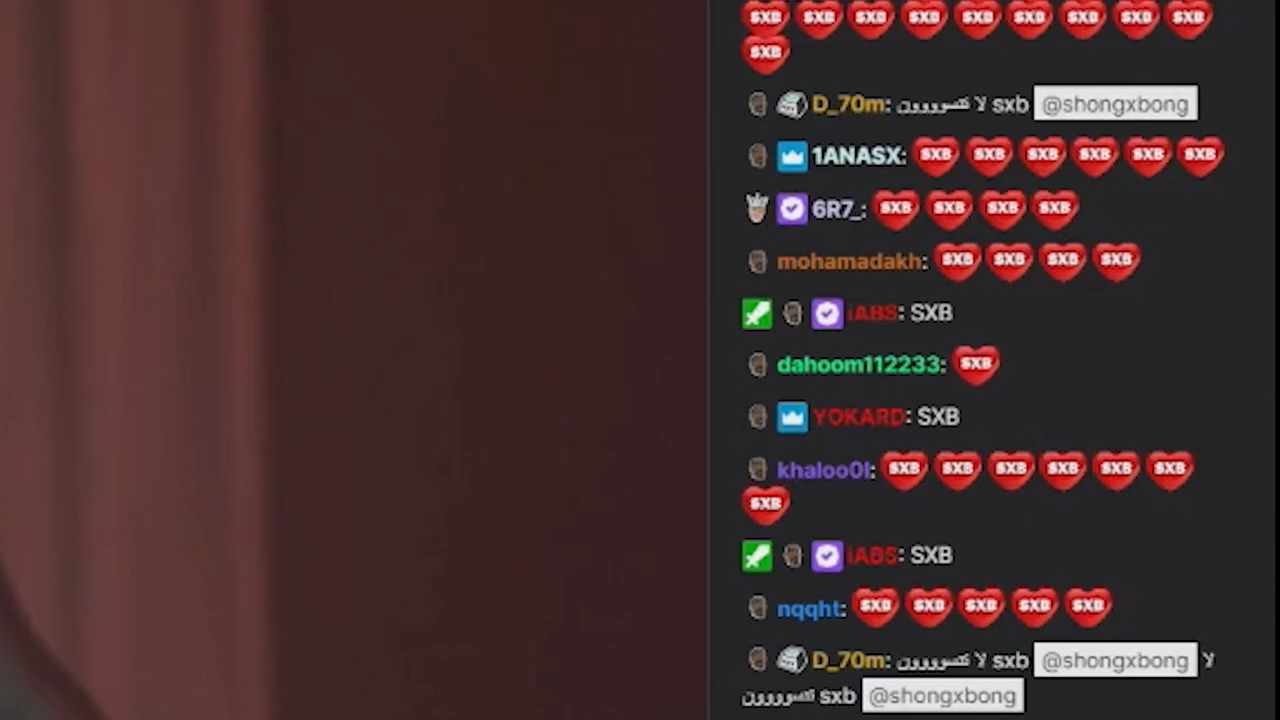 SXB SXB SXB SXB SXB SXB SXB SXB SXB
SXB
D_70m: لا تنسوووون sxb @shongxbong
1ANASX: SXB SXB SXB SXB SXB SXB
6R7_: SXB SXB SXB SXB
mohamadakh: SXB SXB SXB SXB
iABS: SXB
dahoom112233: SXB
YOKARD: SXB
khaloo0l: SXB SXB SXB SXB SXB SXB
SXB
iABS: SXB
nqqht: SXB SXB SXB SXB SXB
D_70m: لا تنسوووون sxb @shongxbong لا
تنسوووون sxb @shongxbong